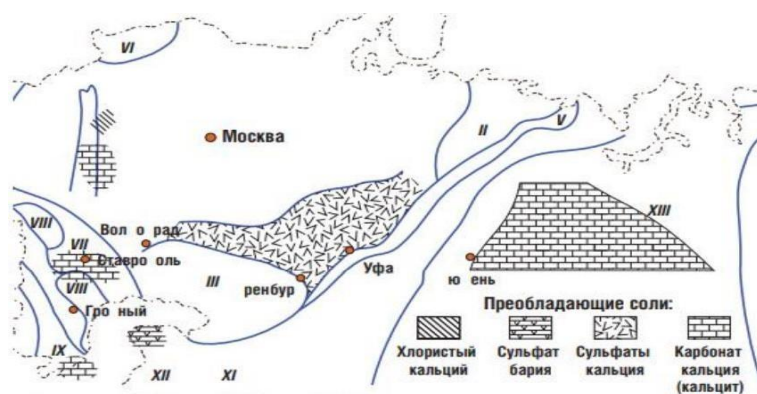 VI
Москва
II
V
VIII
Вол о рад
VII
Ставро оль
XIII
Уфа
ю ень
VIII
III
ренбур
Гро ный
IX
XII
XI
Преобладающие соли:
Хлористый кальций
Сульфат бария
Сульфаты кальция
Карбонат кальция (кальцит)